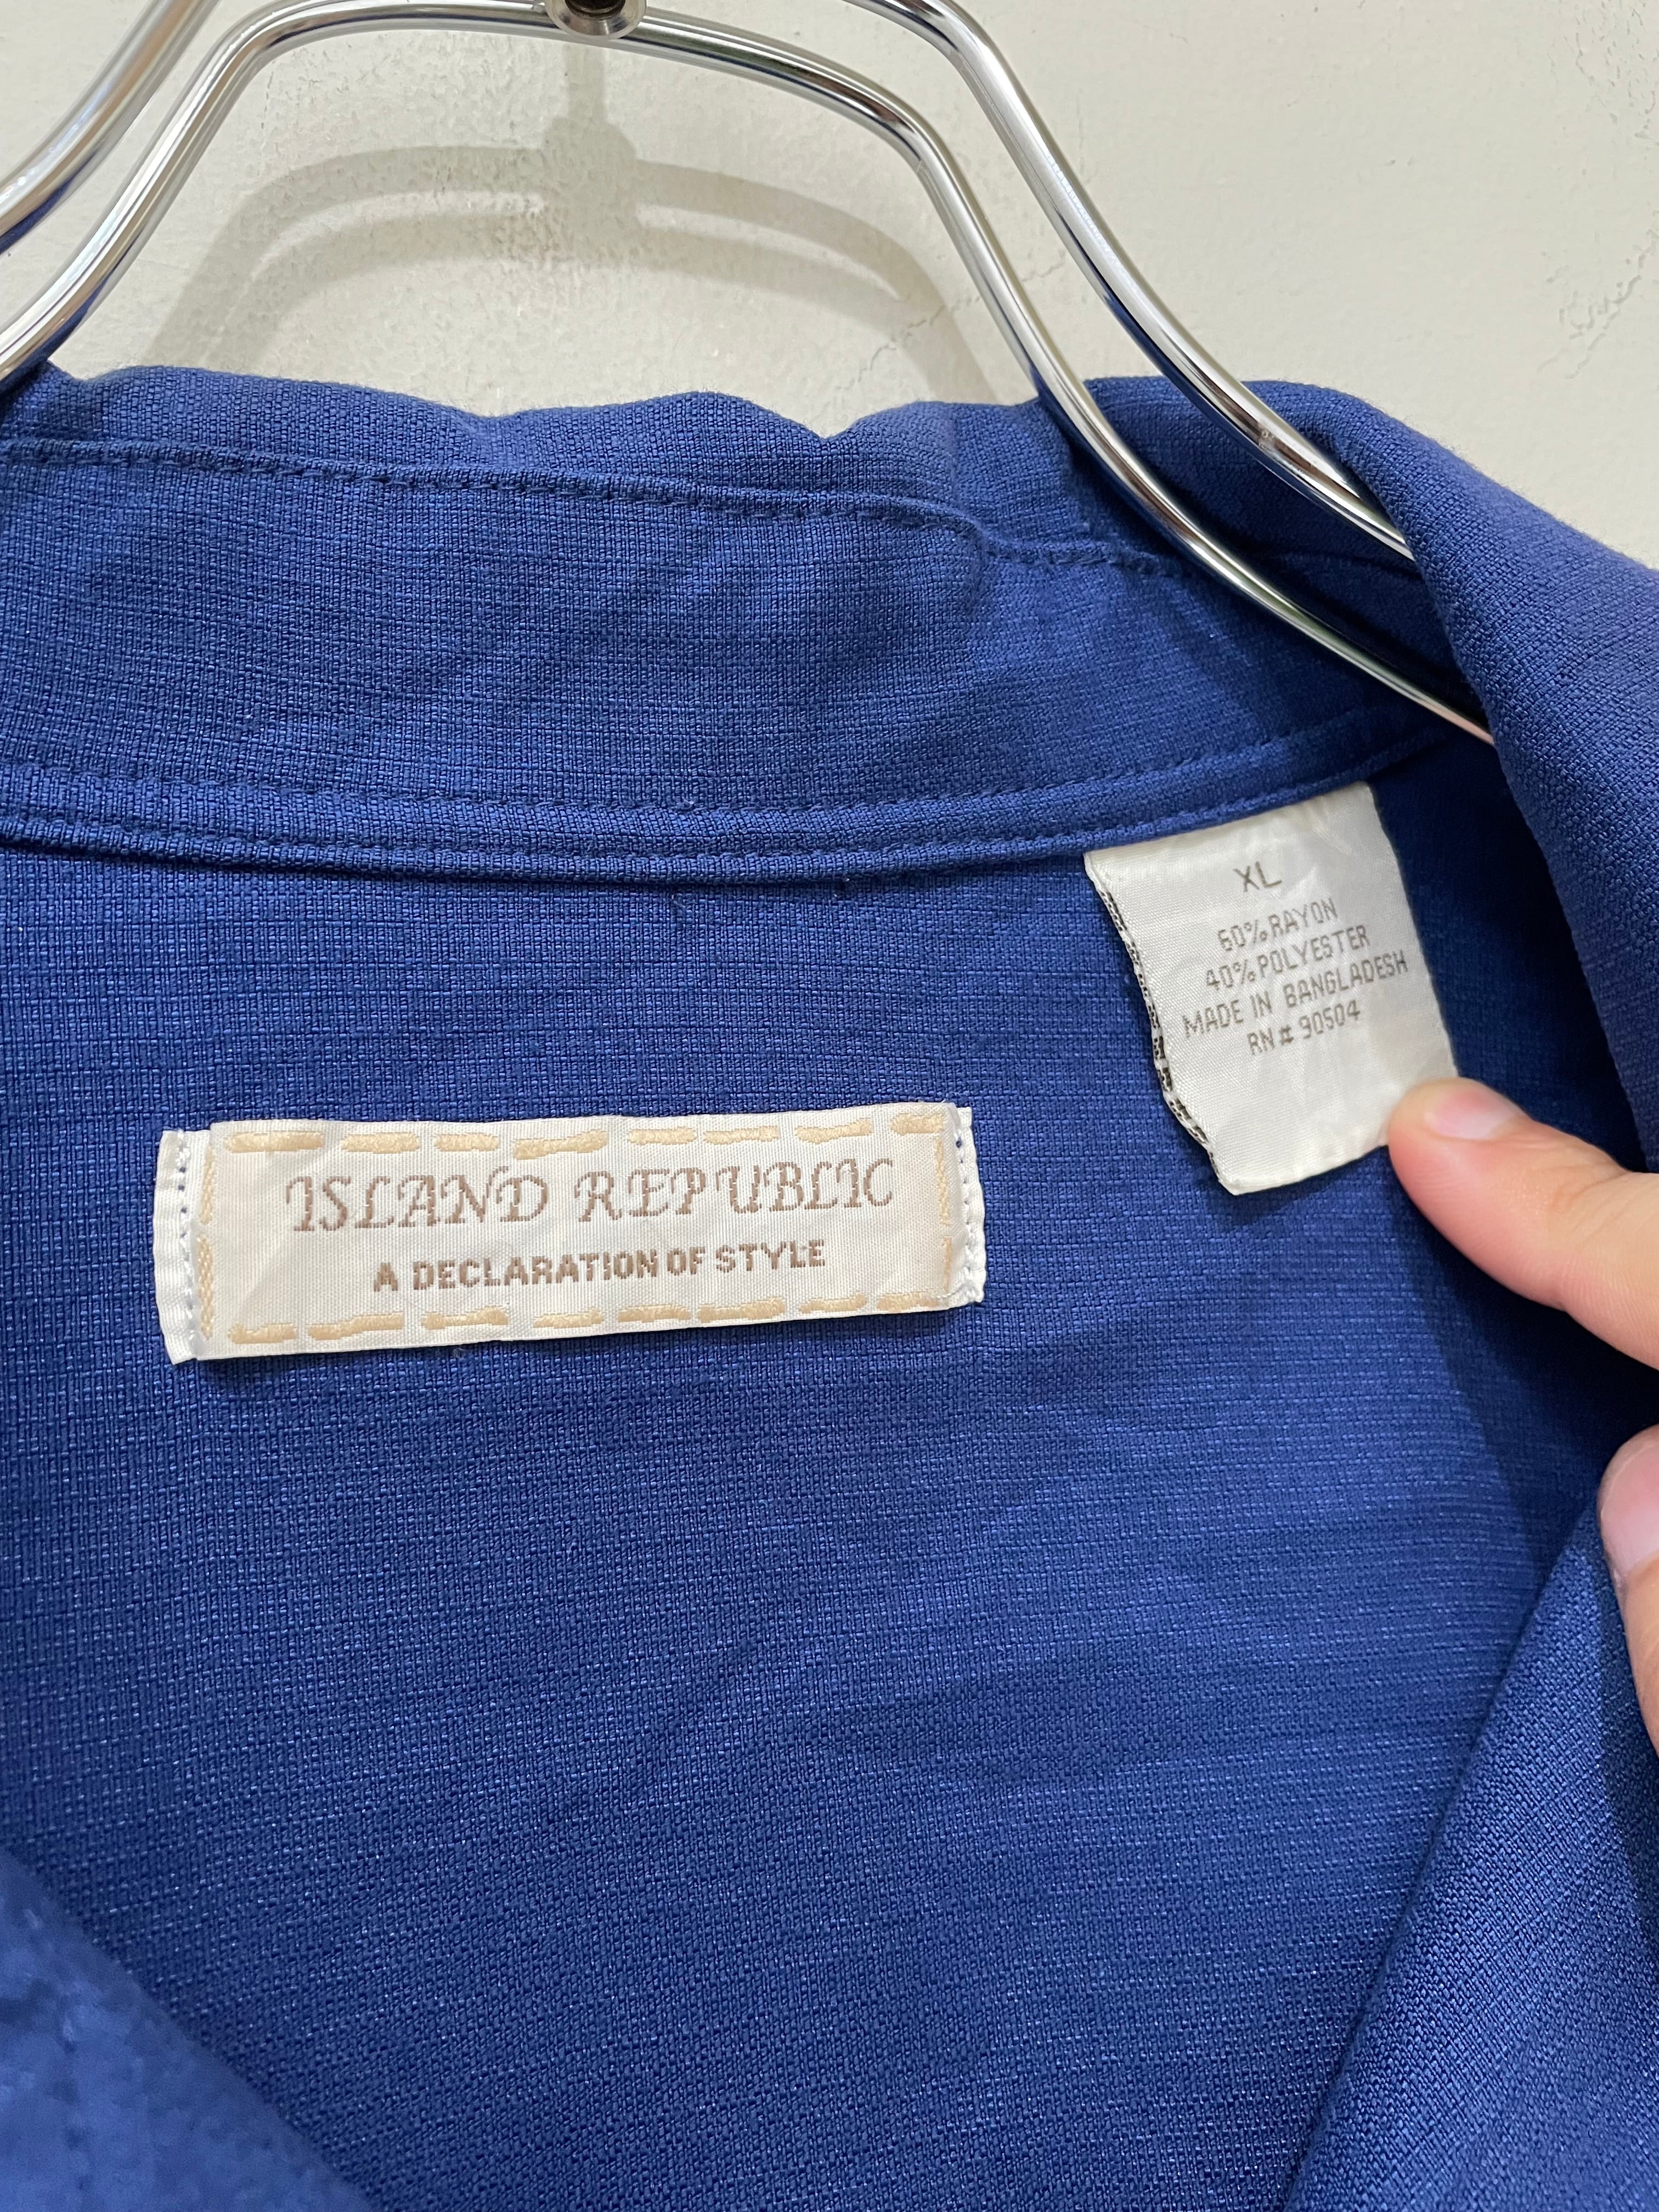 XL
60% RAYON
40% POLYESTER
MADE IN BANGLADESH
RN # 90504
ISLAND REPUBLIC
A DECLARATION OF STYLE